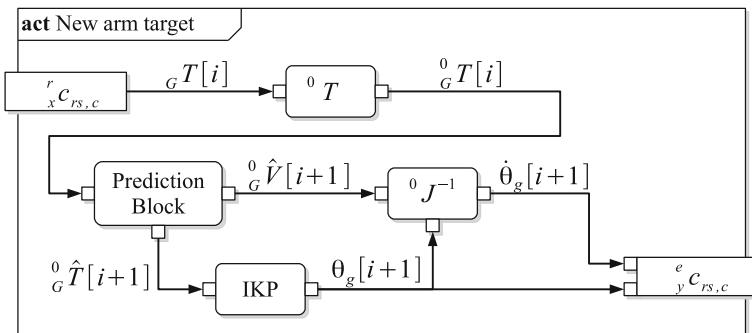 act New arm target
r x c rs,c
G T[i]
0 T
0 G T[i]
Prediction
Block
0 G V̂[i+1]
0 J⁻¹
θ̇g[i+1]
0 G T̂[i+1]
IKP
θg[i+1]
e y c rs,c